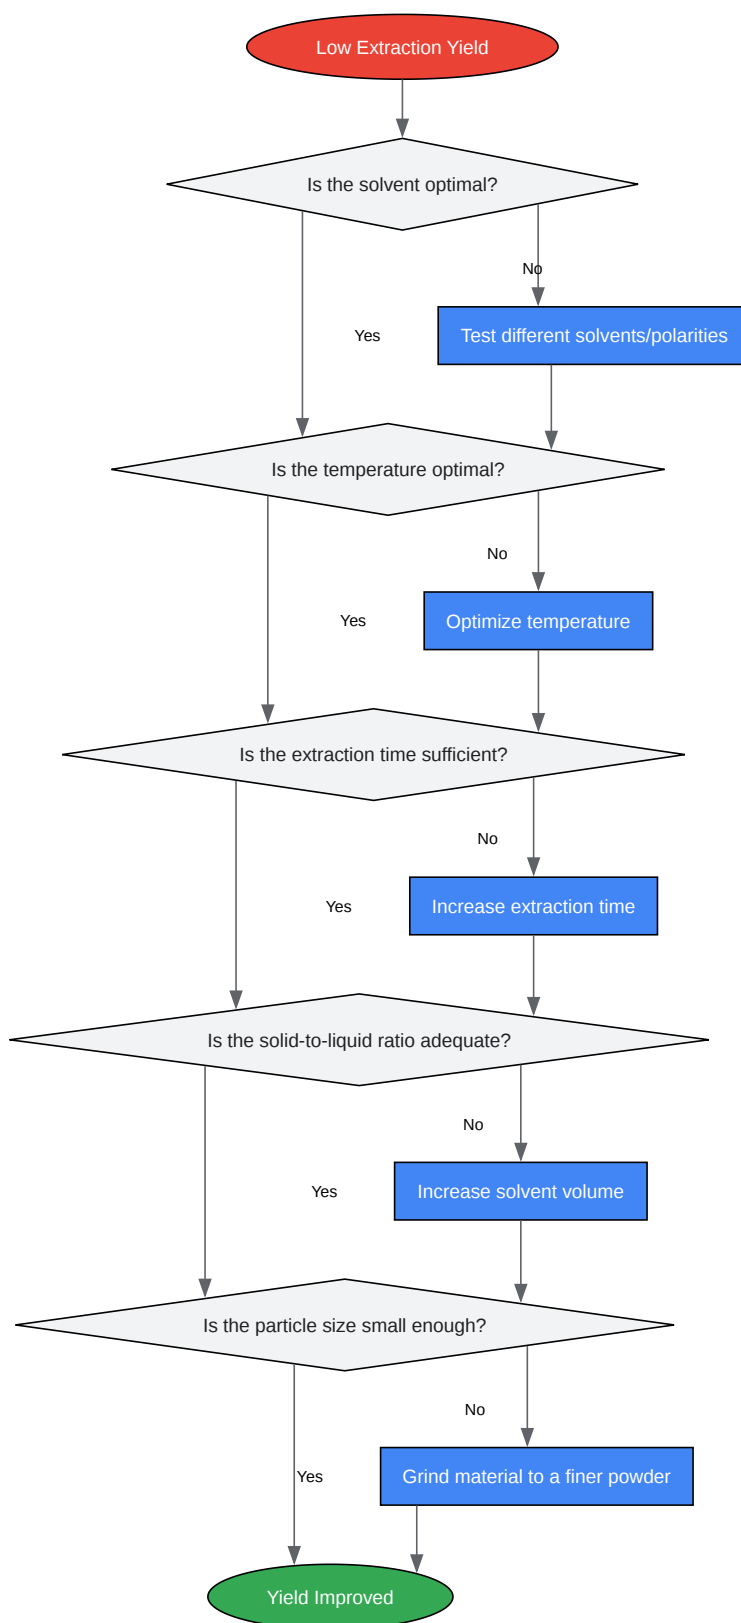 Low Extraction Yield
Is the solvent optimal?
No
Yes
Test different solvents/polarities
Is the temperature optimal?
No
Yes
Optimize temperature
Is the extraction time sufficient?
No
Yes
Increase extraction time
Is the solid-to-liquid ratio adequate?
No
Yes
Increase solvent volume
Is the particle size small enough?
No
Yes
Grind material to a finer powder
Yield Improved